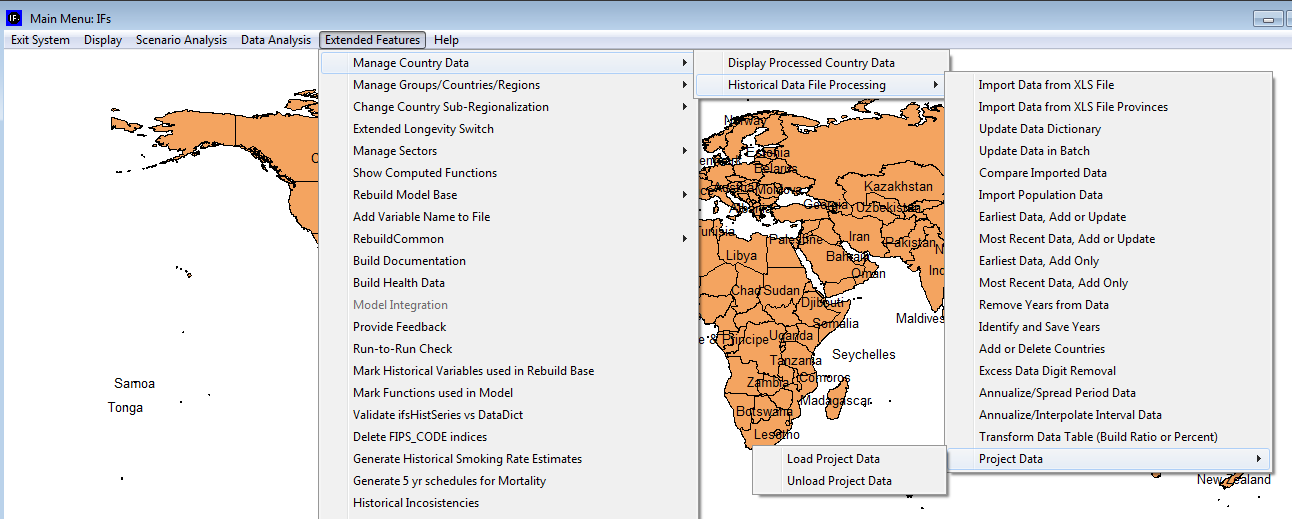 IFs Main Menu: IFs
Exit System Display Scenario Analysis Data Analysis Extended Features Help
Manage Country Data
Manage Groups/Countries/Regions
Change Country Sub-Regionalization
Extended Longevity Switch
Manage Sectors
Show Computed Functions
Rebuild Model Base
Add Variable Name to File
RebuildCommon
Build Documentation
Build Health Data
Model Integration
Provide Feedback
Run-to-Run Check
Mark Historical Variables used in Rebuild Base
Mark Functions used in Model
Validate ifsHistSeries vs DataDict
Delete FIPS_CODE indices
Generate Historical Smoking Rate Estimates
Generate 5 yr schedules for Mortality
Historical Incosistencies
Display Processed Country Data
Historical Data File Processing
Import Data from XLS File
Import Data from XLS File Provinces
Update Data Dictionary
Update Data in Batch
Compare Imported Data
Import Population Data
Earliest Data, Add or Update
Most Recent Data, Add or Update
Earliest Data, Add Only
Most Recent Data, Add Only
Remove Years from Data
Identify and Save Years
Add or Delete Countries
Excess Data Digit Removal
Annualize/Spread Period Data
Annualize/Interpolate Interval Data
Transform Data Table (Build Ratio or Percent)
Project Data
Load Project Data
Unload Project Data
Norway
Estonia
Belarus
Austria Moldova
Kazakhstan
Georgia
Uzbekistan
Albania
Palestine
Iran
Pakistan
Libya
Bahrain
Oman
Chad Sudan
Djibouti
Somalia
Maldives
& Principe Uganda
Seychelles
Tanzania
Comoros
Zambia
Madagascar
Botswana
Lesotho
Samoa
Tonga
New Zealand